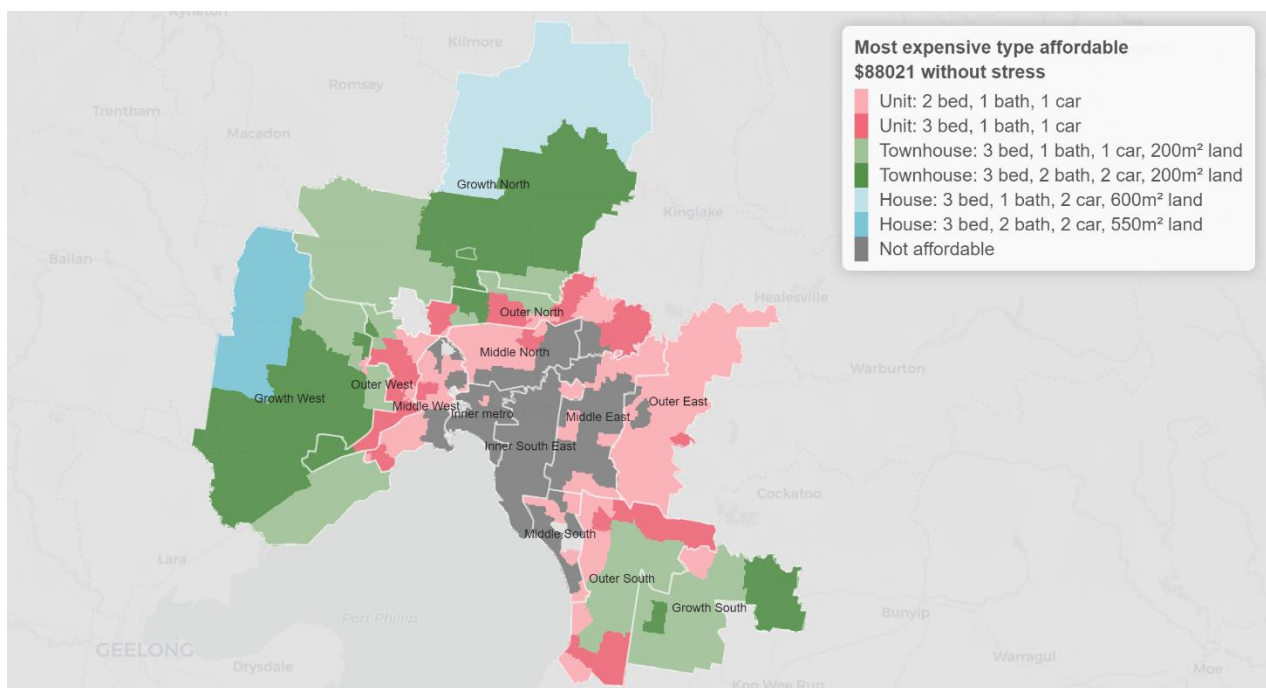 Most expensive type affordable
$88021 without stress
Unit: 2 bed, 1 bath, 1 car
Unit: 3 bed, 1 bath, 1 car
Townhouse: 3 bed, 1 bath, 1 car, 200m² land
Townhouse: 3 bed, 2 bath, 2 car, 200m² land
House: 3 bed, 1 bath, 2 car, 600m² land
House: 3 bed, 2 bath, 2 car, 550m² land
Not affordable
Kilmore
Romsey
Trentham
Macedon
Growth North
Kinglake
Ballan
Healesville
Outer North
Middle North
Warburton
Outer West
Growth West
Middle West
Inner metro
Middle East
Outer East
Inner South East
Cockatoo
Middle South
Lara
Outer South
Growth South
Port Phillip
Bunyip
GEELONG
Drysdale
Warragul
Moe
Koo Wee Rup